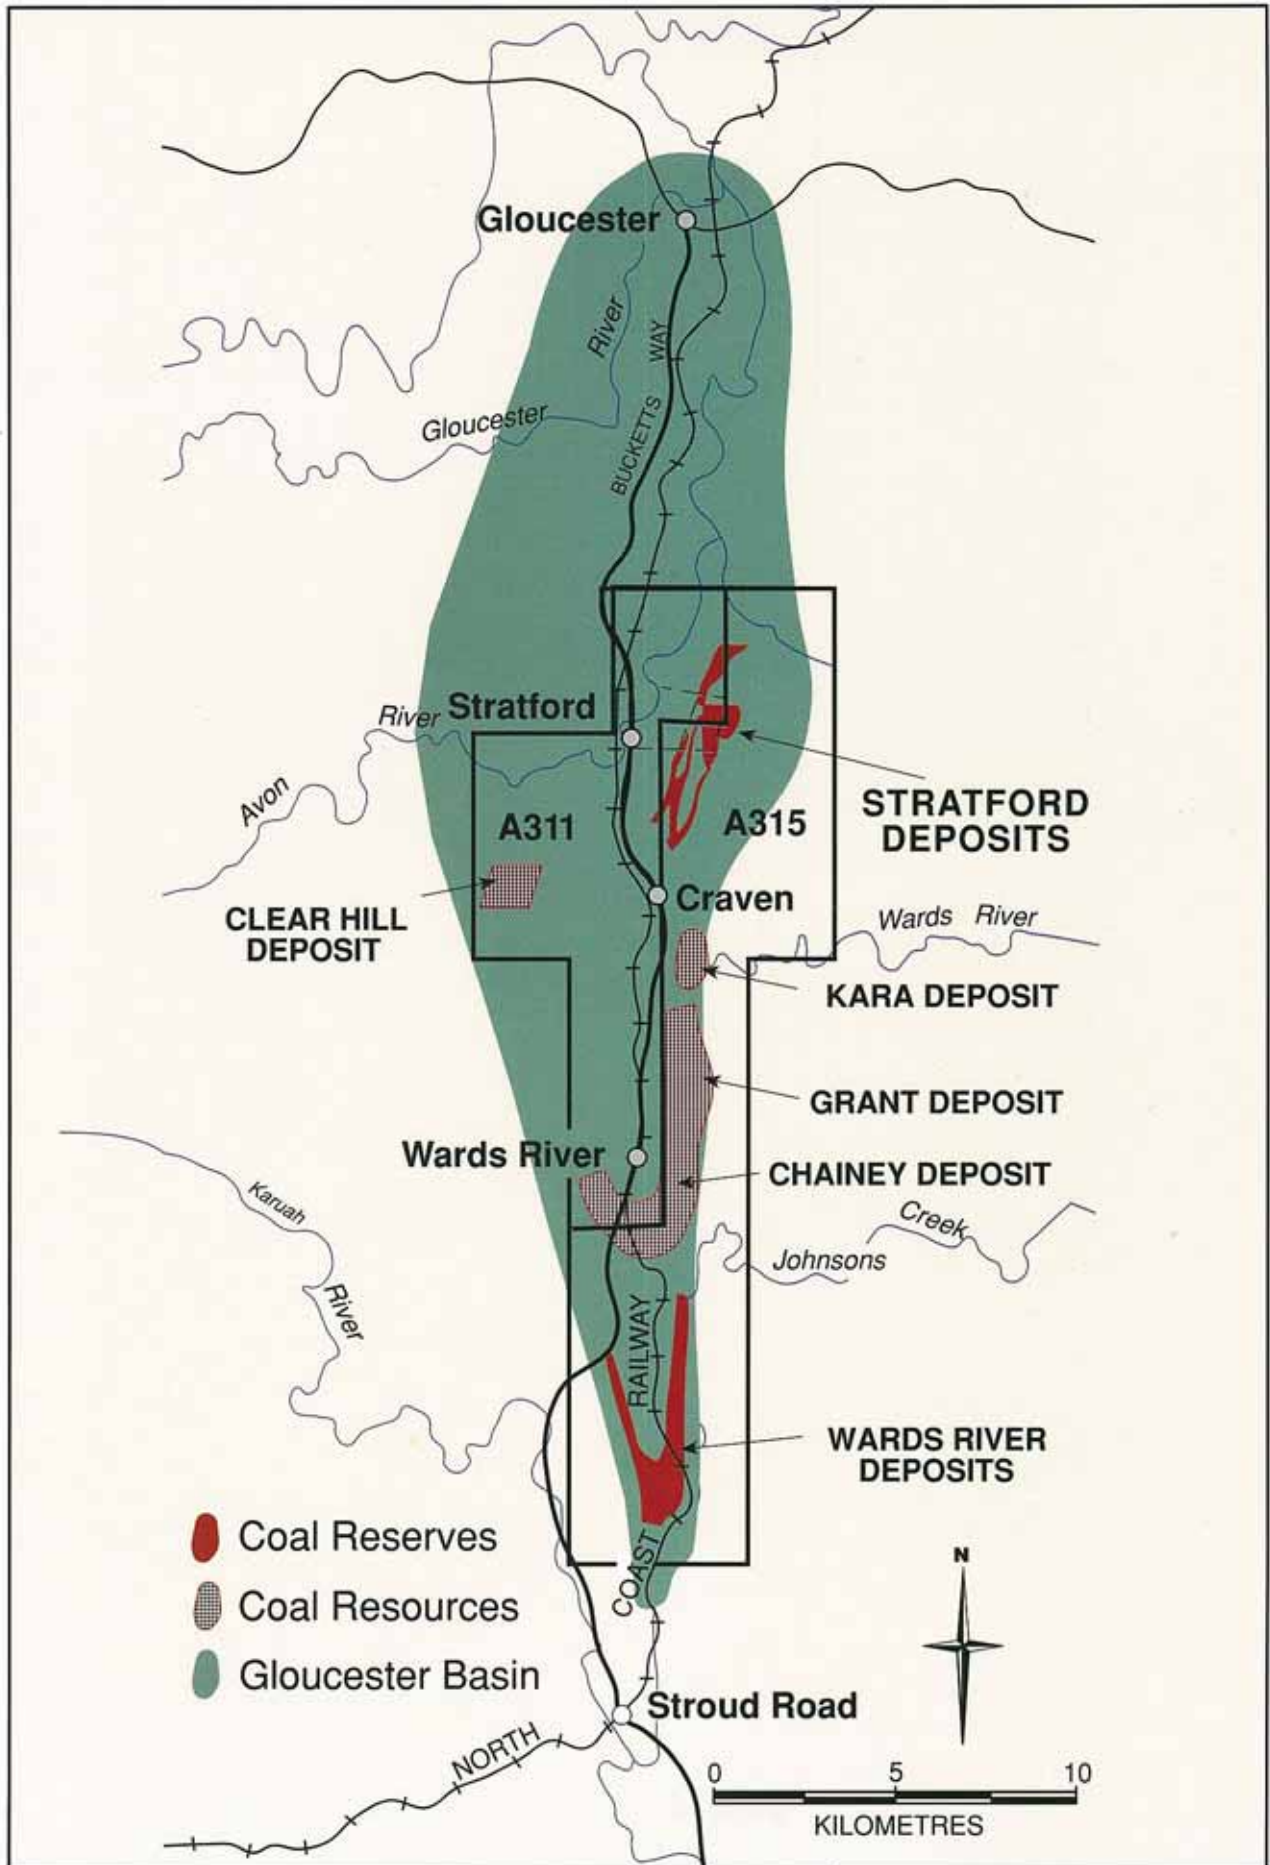 Gloucester
River
WAY
BUCKETTS
Gloucester
Stratford
River
Avon
A311
A315
STRATFORD
DEPOSITS
CLEAR HILL
DEPOSIT
Craven
Wards River
KARA DEPOSIT
GRANT DEPOSIT
Wards River
CHAINEY DEPOSIT
Karuah
River
Creek
Johnsons
RAILWAY
WARDS RIVER
DEPOSITS
COAST
Coal Reserves
Coal Resources
Gloucester Basin
N
Stroud Road
NORTH
0 5 10
KILOMETRES